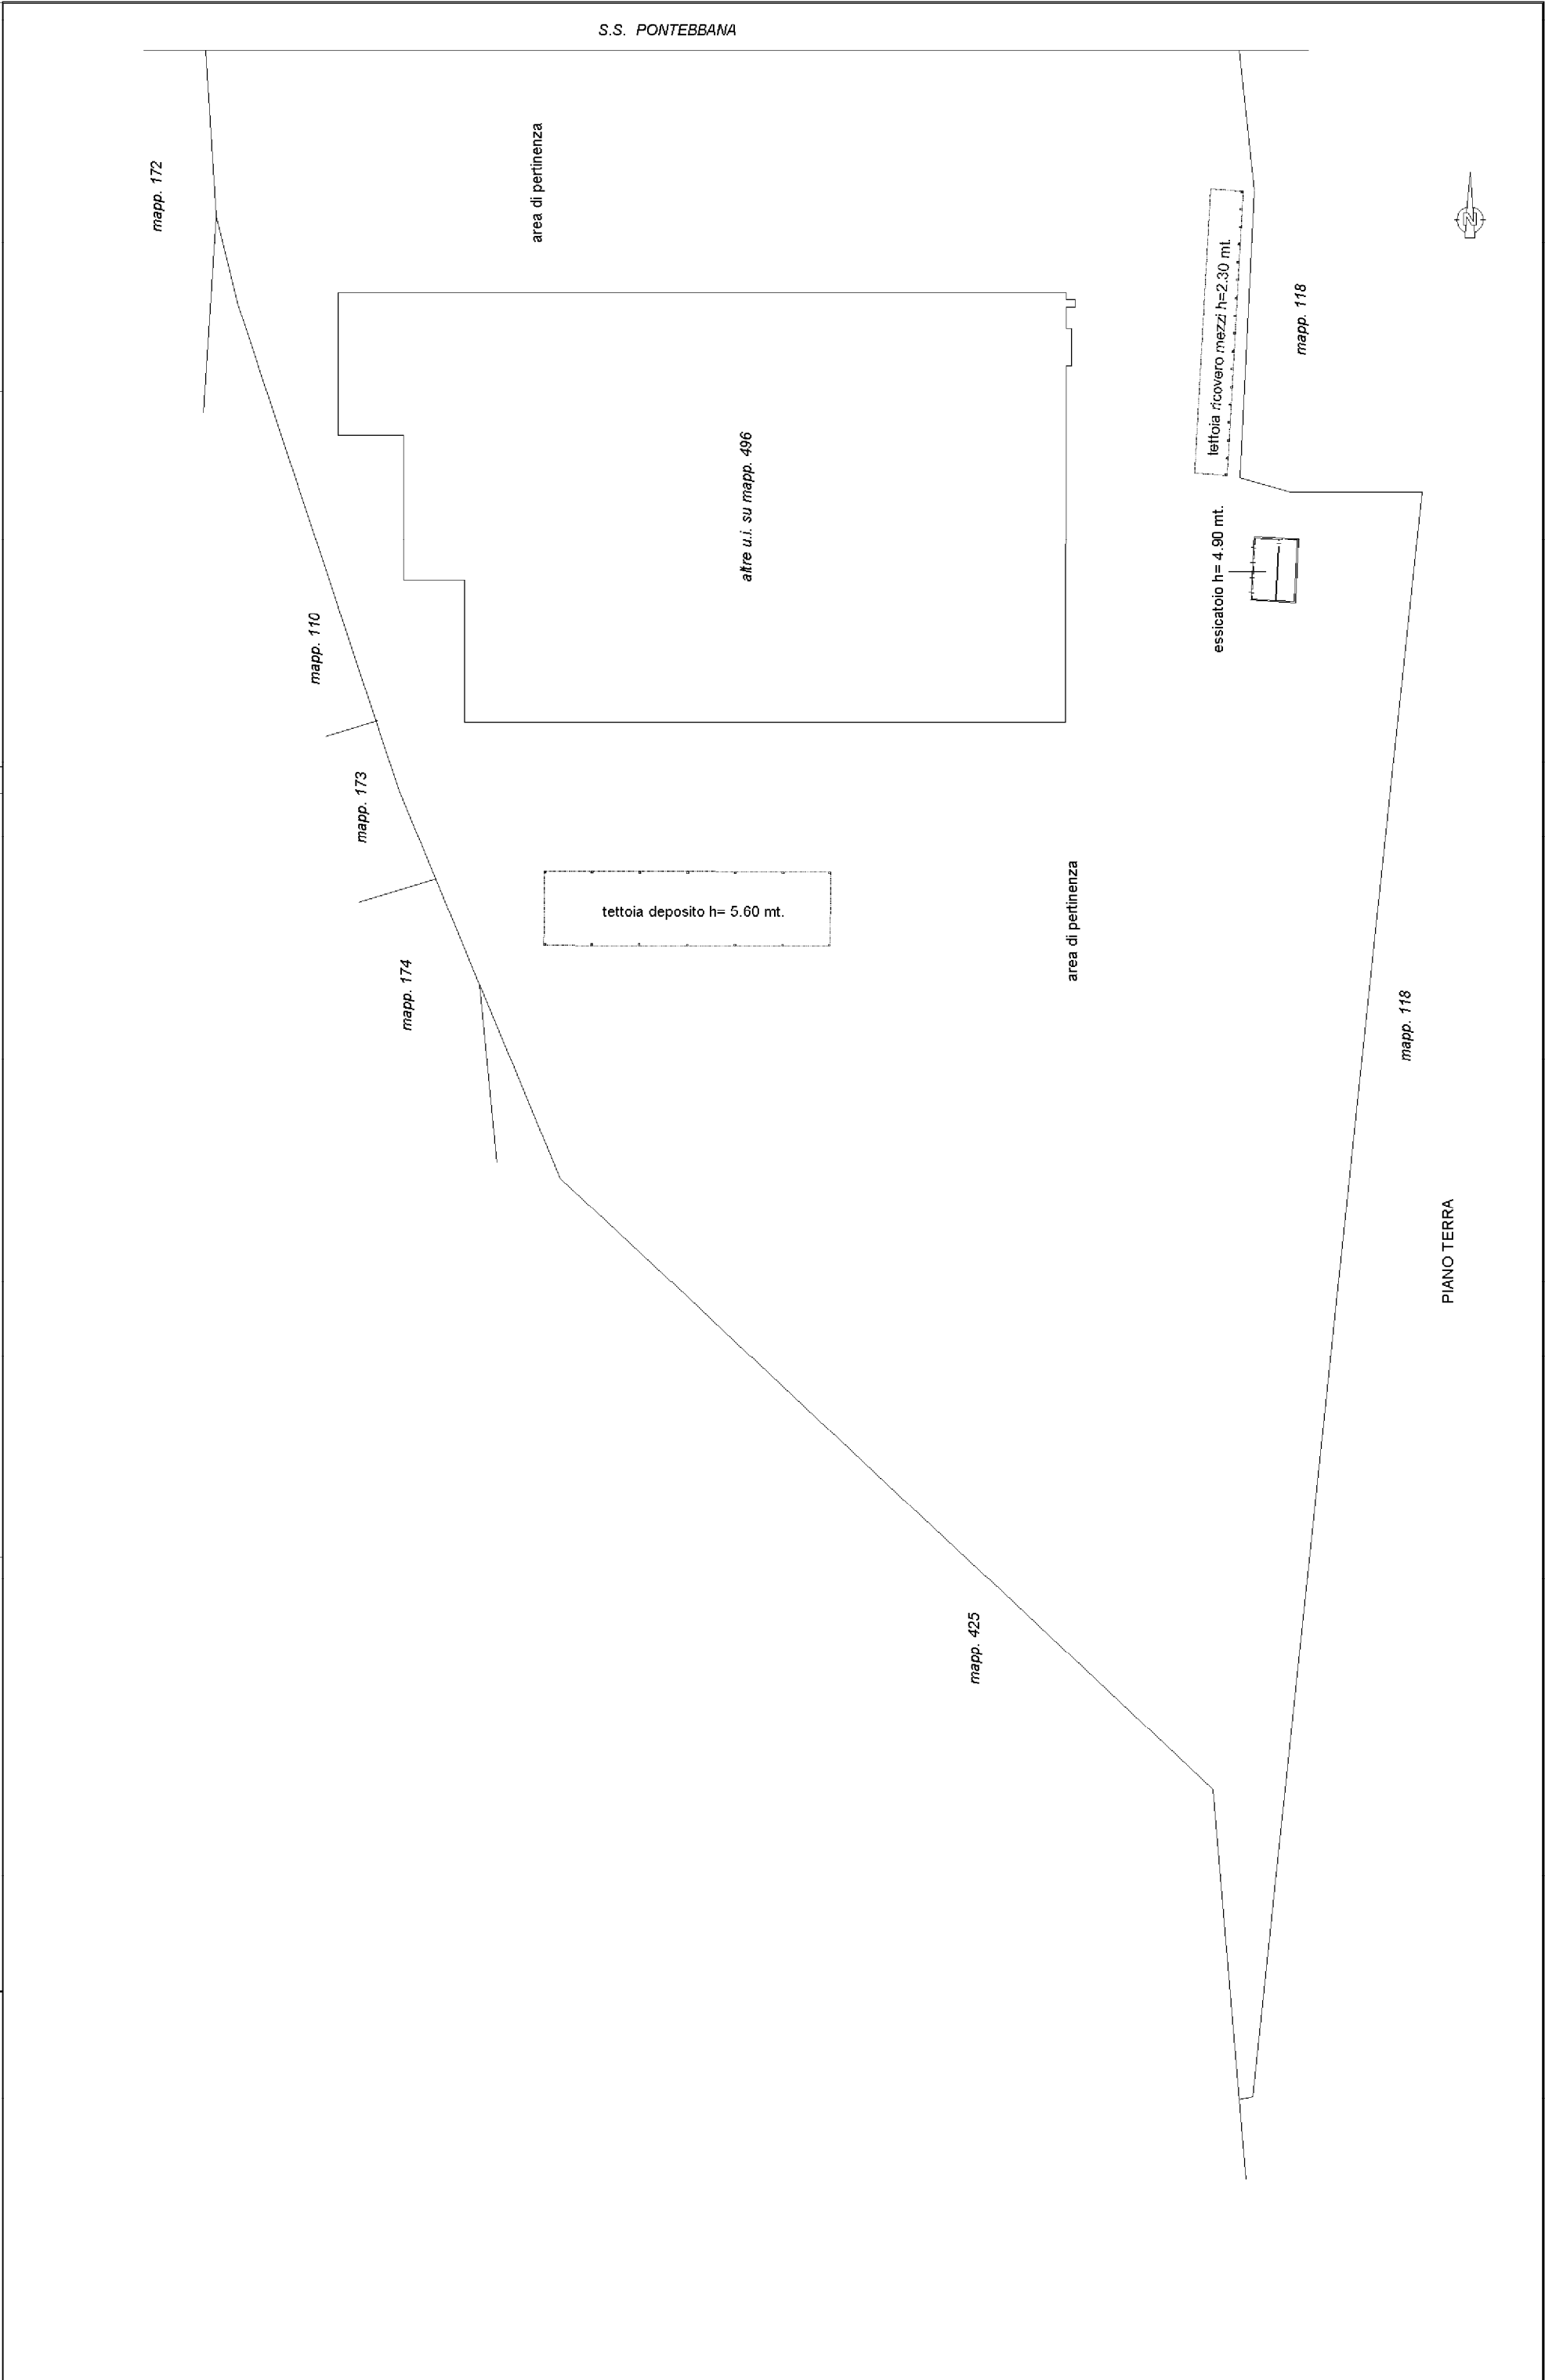 S.S. PONTEBBANA
mapp. 172
area di pertinenza
tettoia ricovero mezzi h=2.30 mt.
mapp. 118
N
altre u.i. su mapp. 496
essicatoio h= 4.90 mt.
mapp. 110
mapp. 173
tettoia deposito h= 5.60 mt.
area di pertinenza
mapp. 174
mapp. 118
PIANO TERRA
mapp. 425